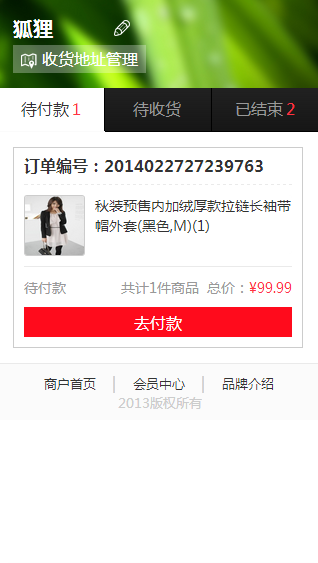 狐狸
收货地址管理
待付款 1 待收货 已结束 2
订单编号：2014022727239763
秋装预售内加绒厚款拉链长袖带
帽外套(黑色,M)(1)
待付款 共计1件商品 总价：¥99.99
去付款
商户首页 会员中心 品牌介绍
2013版权所有